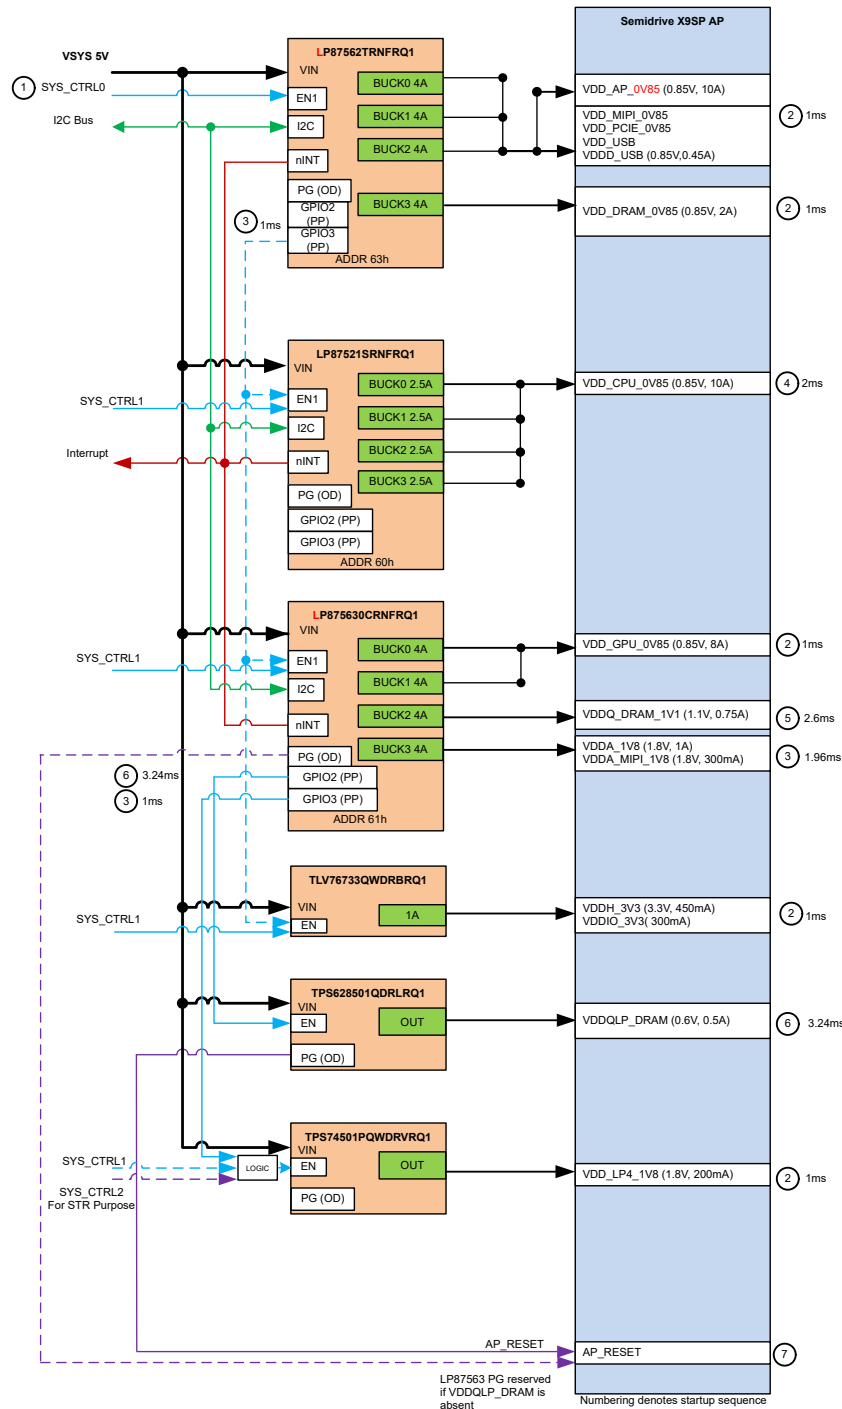 Semidrive X9SP AP
VSYS 5V
LP87562TRNFRQ1
VIN
BUCK0 4A
1
SYS_CTRL0
EN1
VDD_AP_0V85 (0.85V, 10A)
I2C Bus
I2C
BUCK1 4A
VDD_MIPI_0V85
VDD_PCIE_0V85
VDD_USB
VDDD_USB (0.85V,0.45A)
2
1ms
nINT
BUCK2 4A
PG (OD)
GPIO2
(PP)
GPIO3
(PP)
BUCK3 4A
VDD_DRAM_0V85 (0.85V, 2A)
2
1ms
3
1ms
ADDR 63h
LP87521SRNFRQ1
VIN
BUCK0 2.5A
VDD_CPU_0V85 (0.85V, 10A)
4
2ms
SYS_CTRL1
EN1
BUCK1 2.5A
I2C
BUCK2 2.5A
Interrupt
nINT
BUCK3 2.5A
PG (OD)
GPIO2 (PP)
GPIO3 (PP)
ADDR 60h
LP875630CRNFRQ1
VIN
BUCK0 4A
VDD_GPU_0V85 (0.85V, 8A)
2
1ms
SYS_CTRL1
EN1
BUCK1 4A
I2C
BUCK2 4A
VDDQ_DRAM_1V1 (1.1V, 0.75A)
5
2.6ms
nINT
BUCK3 4A
VDDA_1V8 (1.8V, 1A)
VDDA_MIPI_1V8 (1.8V, 300mA)
3
1.96ms
PG (OD)
6
3.24ms
GPIO2 (PP)
3
1ms
GPIO3 (PP)
ADDR 61h
TLV76733QWDRBRQ1
VIN
1A
VDDH_3V3 (3.3V, 450mA)
VDDIO_3V3( 300mA)
2
1ms
SYS_CTRL1
EN
TPS628501QDRLRQ1
VIN
EN
OUT
VDDQLP_DRAM (0.6V, 0.5A)
6
3.24ms
PG (OD)
TPS74501PQWDRVRQ1
VIN
SYS_CTRL1
LOGIC
EN
OUT
VDD_LP4_1V8 (1.8V, 200mA)
2
1ms
SYS_CTRL2
For STR Purpose
PG (OD)
AP_RESET
AP_RESET
7
LP87563 PG reserved
if VDDQLP_DRAM is
absent
Numbering denotes startup sequence